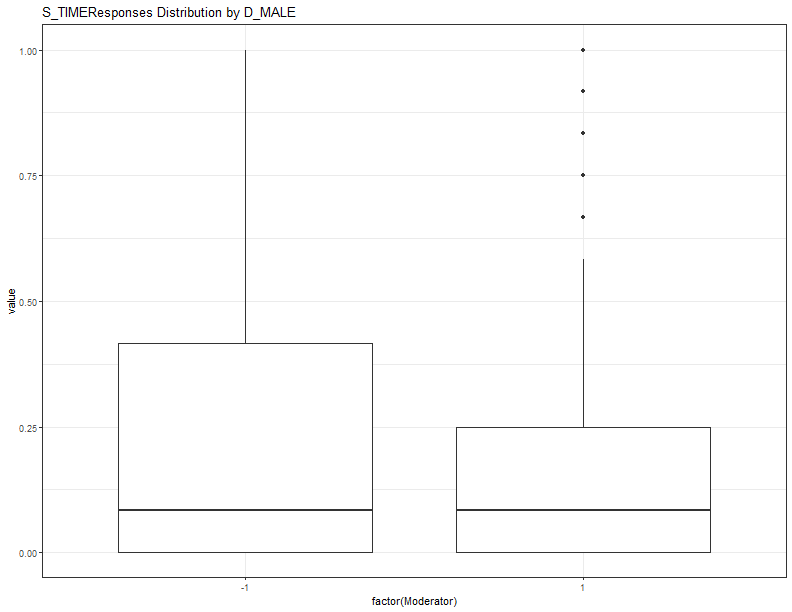 S_TIMEResponses Distribution by D_MALE
1.00
0.75
0.50
0.25
0.00
value
-1
1
factor(Moderator)